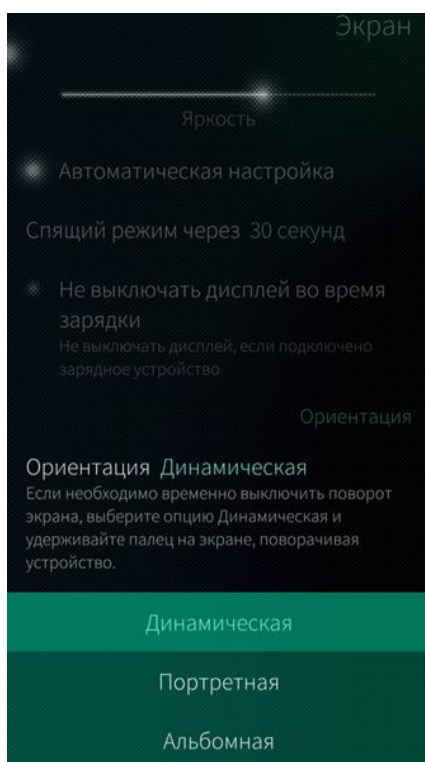 Экран
Яркость
Автоматическая настройка
Спящий режим через 30 секунд
Не выключать дисплей во время
зарядки
Не выключать дисплей, если подключено
зарядное устройство
Ориентация
Ориентация Динамическая
Если необходимо временно выключить поворот
экрана, выберите опцию Динамическая и
удерживайте палец на экране, поворачивая
устройство.
Динамическая
Портретная
Альбомная